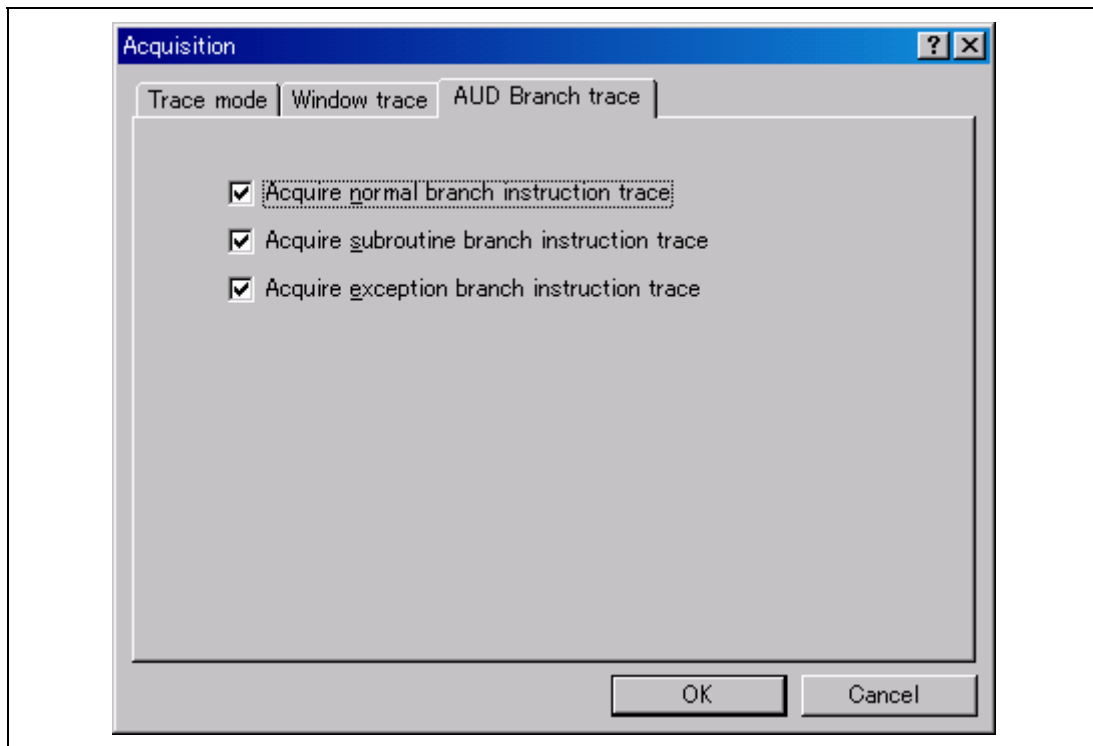 Acquisition
Trace mode Window trace AUD Branch trace
Acquire normal branch instruction trace
Acquire subroutine branch instruction trace
Acquire exception branch instruction trace
OK Cancel